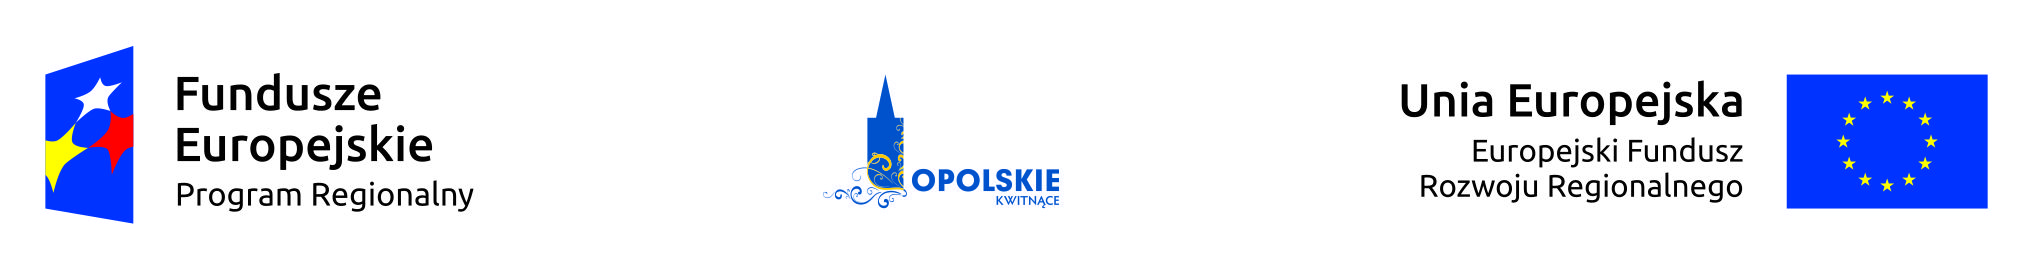 Fundusze
Europejskie
Program Regionalny
OPOLSKIE
KWITNĄCE
Unia Europejska
Europejski Fundusz
Rozwoju Regionalnego